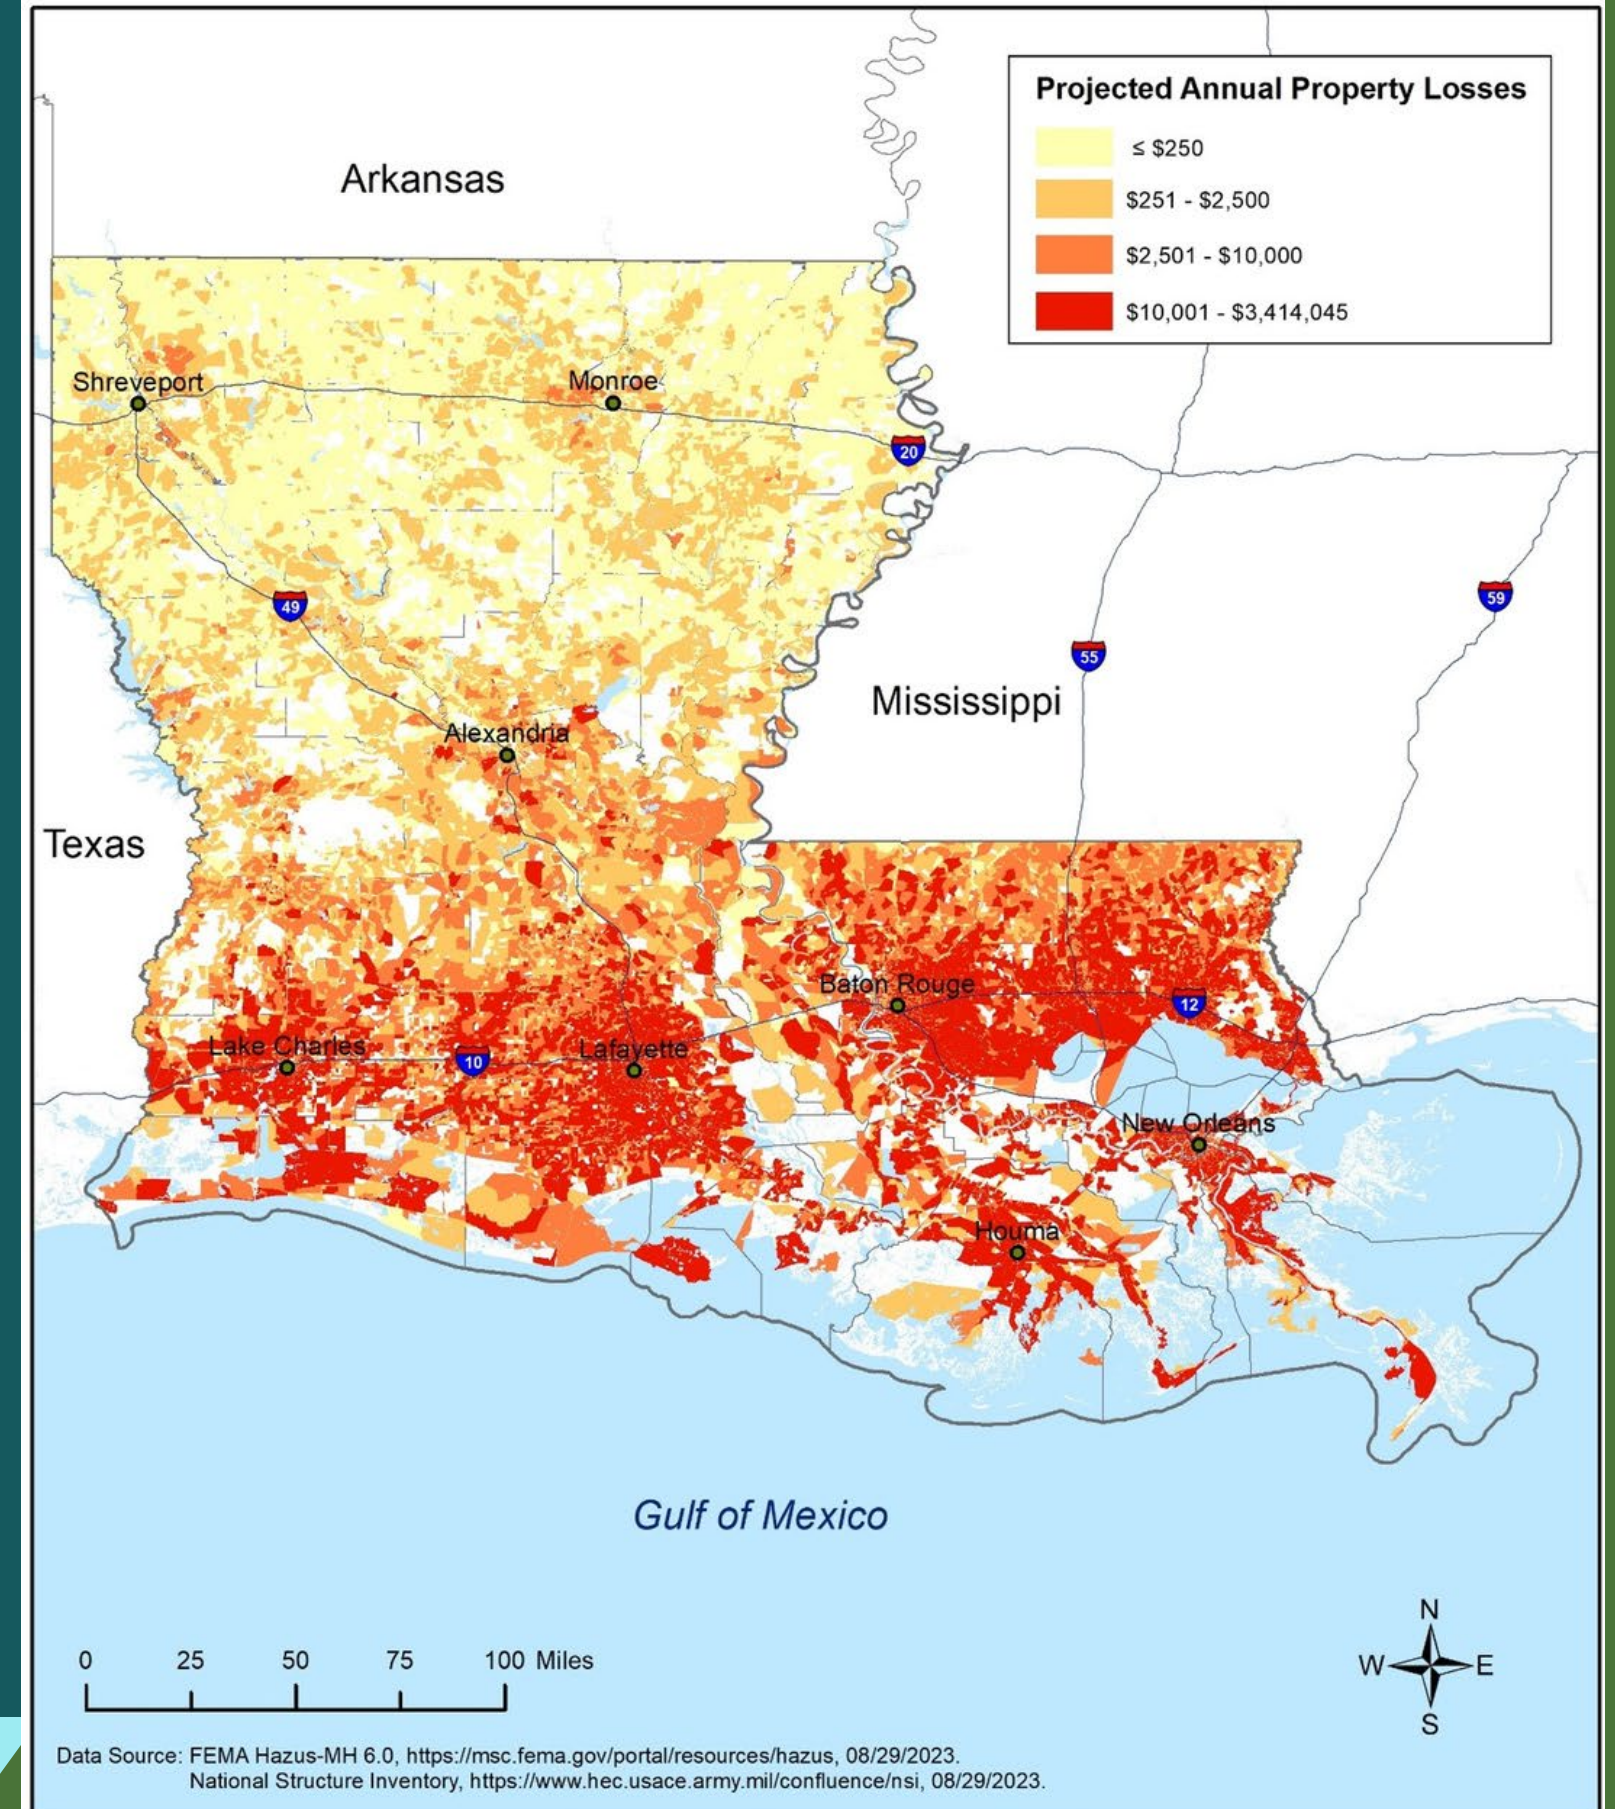 Projected Annual Property Losses
≤ $250
$251 - $2,500
$2,501 - $10,000
$10,001 - $3,414,045
Arkansas
Shreveport
Monroe
20
49
59
55
Mississippi
Alexandria
Texas
Baton Rouge
12
Lake Charles
10
Lafayette
New Orleans
Houma
Gulf of Mexico
N
W E
S
0 25 50 75 100 Miles
Data Source: FEMA Hazus-MH 6.0, https://msc.fema.gov/portal/resources/hazus, 08/29/2023.
National Structure Inventory, https://www.hec.usace.army.mil/confluence/nsi, 08/29/2023.